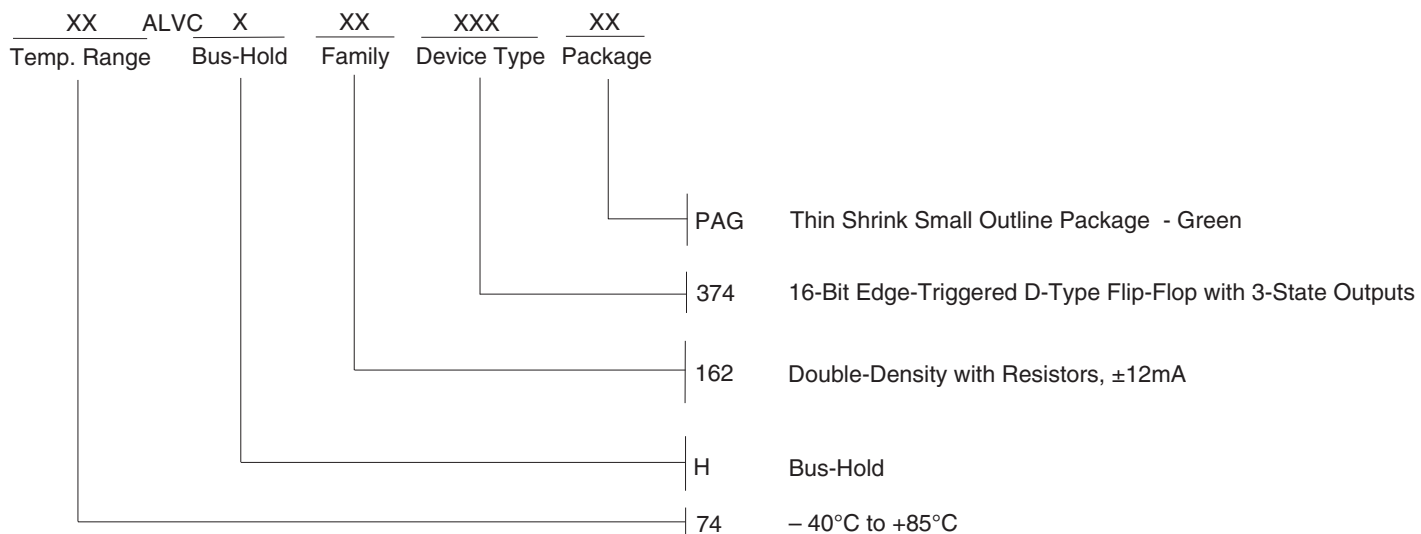 XX ALVC X XX XXX XX
Temp. Range Bus-Hold Family Device Type Package
PAG Thin Shrink Small Outline Package - Green
374 16-Bit Edge-Triggered D-Type Flip-Flop with 3-State Outputs
162 Double-Density with Resistors, ±12mA
H Bus-Hold
74 – 40°C to +85°C